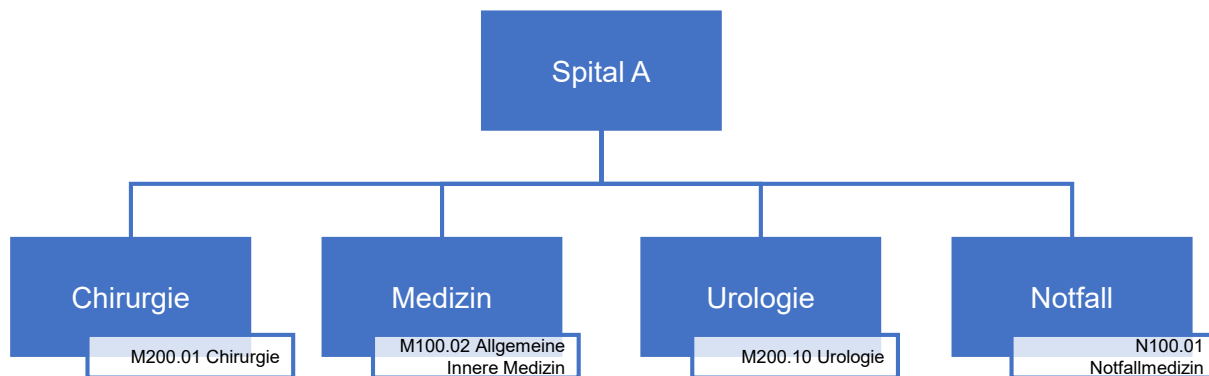 Spital A
Chirurgie
M200.01 Chirurgie
Medizin
M100.02 Allgemeine
Innere Medizin
Urologie
M200.10 Urologie
Notfall
N100.01
Notfallmedizin